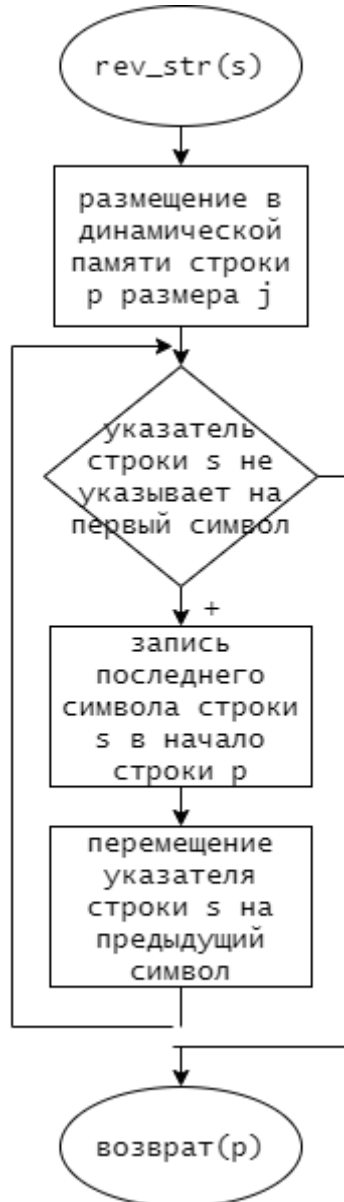 rev_str(s)
размещение в
динамической
памяти строки
p размера j
указатель
строки s не
указывает на
первый символ
+
запись
последнего
символа строки
s в начало
строки p
перемещение
указателя
строки s на
предыдущий
символ
возврат(p)